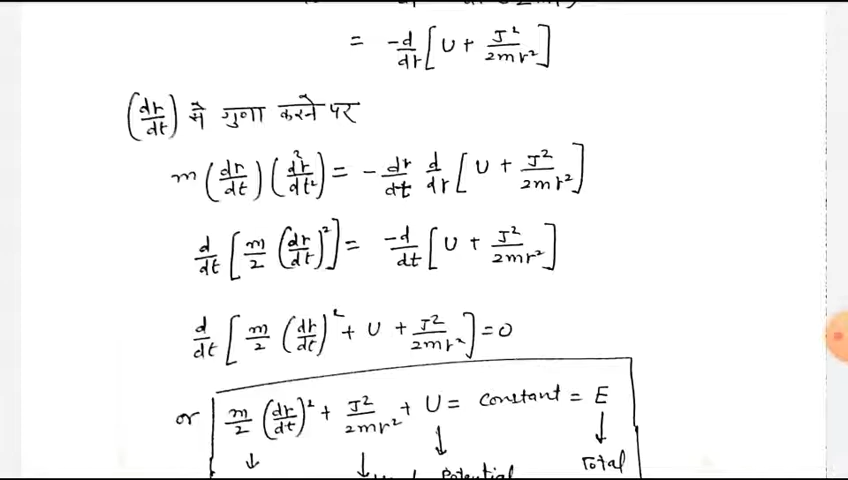 = -d/dr [U + J²/2mr²]
(dr/dt) से गुणा करने पर
m (dr/dt) (d²r/dt²) = - dr/dt d/dr [U + J²/2mr²]
d/dt [m/2 (dr/dt)²] = -d/dt [U + J²/2mr²]
d/dt [m/2 (dr/dt)² + U + J²/2mr²] = 0
or m/2 (dr/dt)² + J²/2mr² + U = constant = E
↓ ↓ ↓ ↓
Potential Total